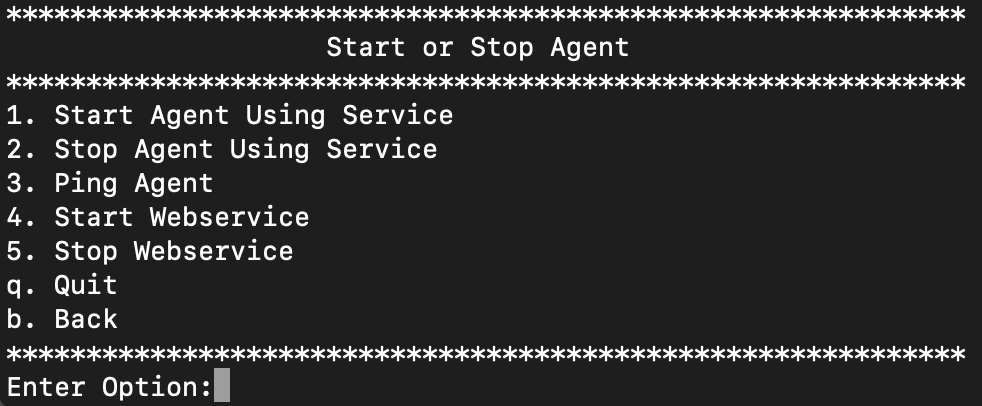 ************************************************************
Start or Stop Agent
************************************************************
1. Start Agent Using Service
2. Stop Agent Using Service
3. Ping Agent
4. Start Webservice
5. Stop Webservice
q. Quit
b. Back
************************************************************
Enter Option: